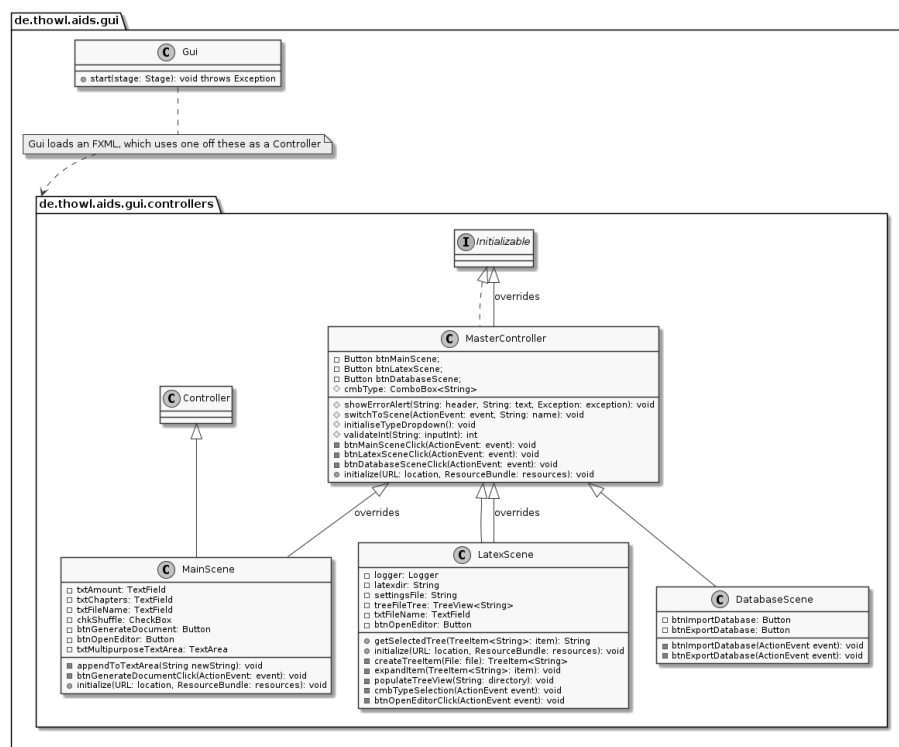 de.thowl.aids.gui
C Gui
start(stage: Stage): void throws Exception
Gui loads an FXML, which uses one off these as a Controller
de.thowl.aids.gui.controllers
I Initializable
overrides
C MasterController
Button btnMainScene;
Button btnLatexScene;
Button btnDatabaseScene;
cmbType: ComboBox<String>
showErrorAlert(String: header, String: text, Exception: exception): void
switchToScene(ActionEvent: event, String: name): void
initialiseTypeDropdown(): void
validateInt(String: inputInt): int
btnMainSceneClick(ActionEvent: event): void
btnLatexSceneClick(ActionEvent: event): void
btnDatabaseSceneClick(ActionEvent: event): void
initialize(URL: location, ResourceBundle: resources): void
C Controller
overrides
overrides
C MainScene
txtAmount: TextField
txtChapters: TextField
txtFileName: TextField
chkShuffle: CheckBox
btnGenerateDocument: Button
btnOpenEditor: Button
txtMultipurposeTextArea: TextArea
appendToTextArea(String newString): void
btnGenerateDocumentClick(ActionEvent: event): void
initialize(URL: location, ResourceBundle: resources): void
C LatexScene
logger: Logger
latexdir: String
settingsFile: String
treeFileTree: TreeView<String>
txtFileName: TextField
btnOpenEditor: Button
getSelectedTree(TreeItem<String>: item): String
initialize(URL: location, ResourceBundle: resources): void
createTreeItem(File: file): TreeItem<String>
expandItem(TreeItem<String>: item): void
populateTreeView(String: directory): void
cmbTypeSelection(ActionEvent event): void
btnOpenEditorClick(ActionEvent event): void
C DatabaseScene
btnImportDatabase: Button
btnExportDatabase: Button
btnImportDatabase(ActionEvent event): void
btnExportDatabase(ActionEvent event): void